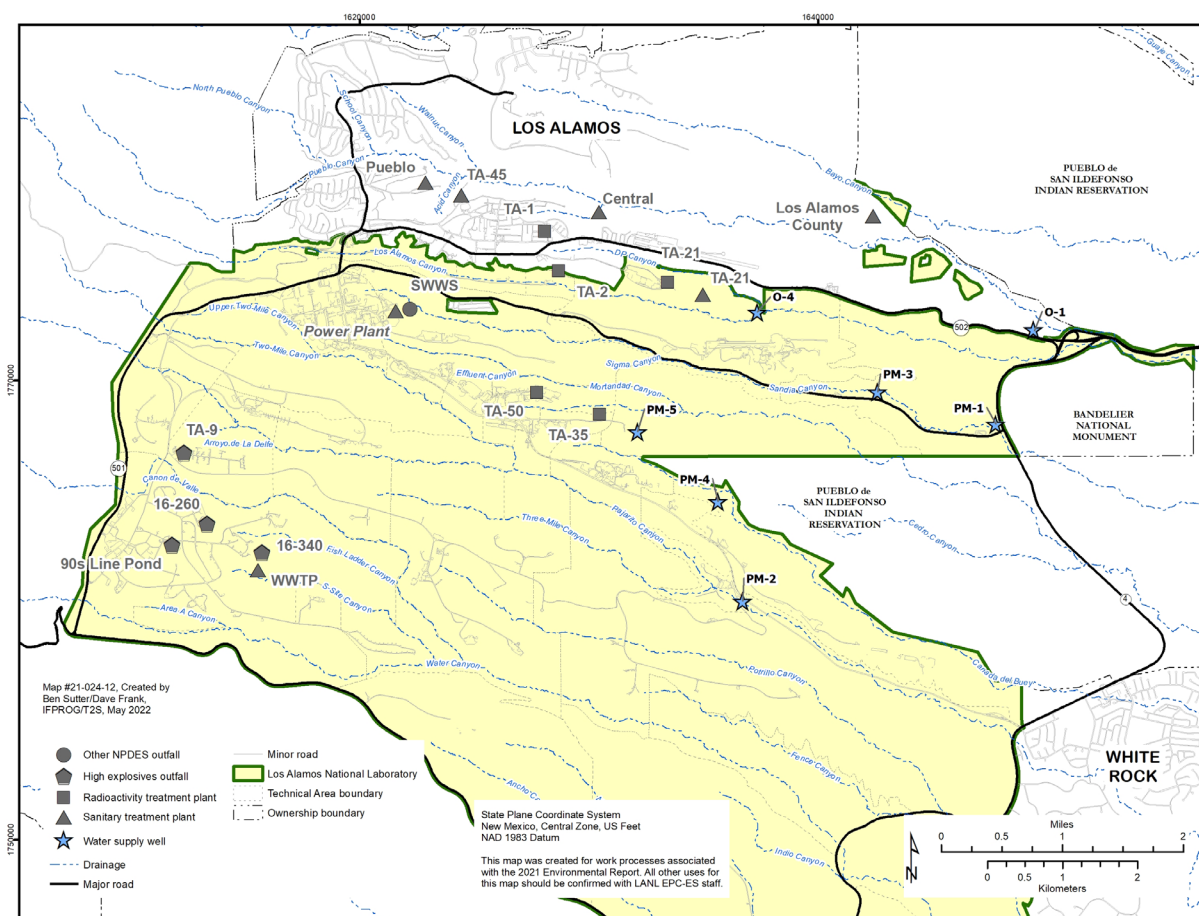 1620000
1640000
Guaje Canyon
North Pueblo Canyon
School Canyon
Walnut Canyon
LOS ALAMOS
Pueblo Canyon
Pueblo
TA-45
Acid Canyon
Bayo Canyon
PUEBLO de
SAN ILDEFONSO
INDIAN RESERVATION
TA-1
Central
Los Alamos
County
Los Alamos Canyon
DP Canyon
TA-21
TA-21
TA-2
SWWS
O-4
O-1
502
Upper Two-Mile Canyon
Power Plant
Two-Mile Canyon
Sigma Canyon
Effluent Canyon
Mortandad Canyon
Sandia Canyon
PM-3
1770000
TA-50
TA-35
PM-5
PM-1
BANDELIER
NATIONAL
MONUMENT
TA-9
Arroyo de La Delfe
501
Canon de Valle
PM-4
PUEBLO de
SAN ILDEFONSO
INDIAN
RESERVATION
16-260
Three-Mile Canyon
Pajarito Canyon
Cedro Canyon
16-340
90s Line Pond
Fish Ladder Canyon
WWTP
S-Site Canyon
PM-2
4
Area A Canyon
Water Canyon
Potrillo Canyon
Canada del Buey
Map #21-024-12, Created by
Ben Sutter/Dave Frank,
IFPROG/T2S, May 2022
Fence Canyon
WHITE
ROCK
Other NPDES outfall
High explosives outfall
Radioactivity treatment plant
Sanitary treatment plant
Water supply well
Drainage
Major road
Minor road
Los Alamos National Laboratory
Technical Area boundary
Ownership boundary
Ancho
State Plane Coordinate System
New Mexico, Central Zone, US Feet
NAD 1983 Datum
This map was created for work processes associated
with the 2021 Environmental Report. All other uses for
this map should be confirmed with LANL EPC-ES staff.
Indio Canyon
1750000
N
Miles
0 0.5 1 2
0 0.5 1 2
Kilometers